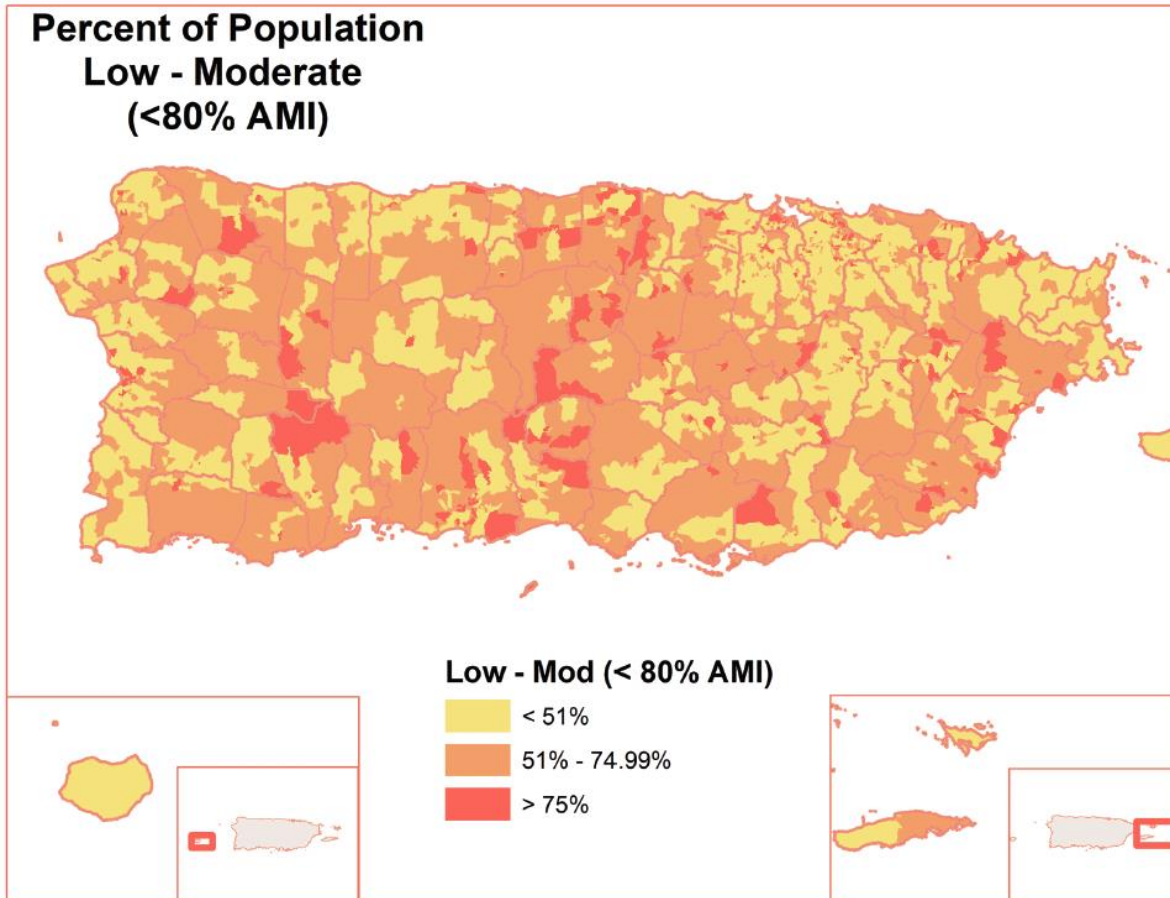 Percent of Population
Low - Moderate
(<80% AMI)
Low - Mod (< 80% AMI)
< 51%
51% - 74.99%
> 75%